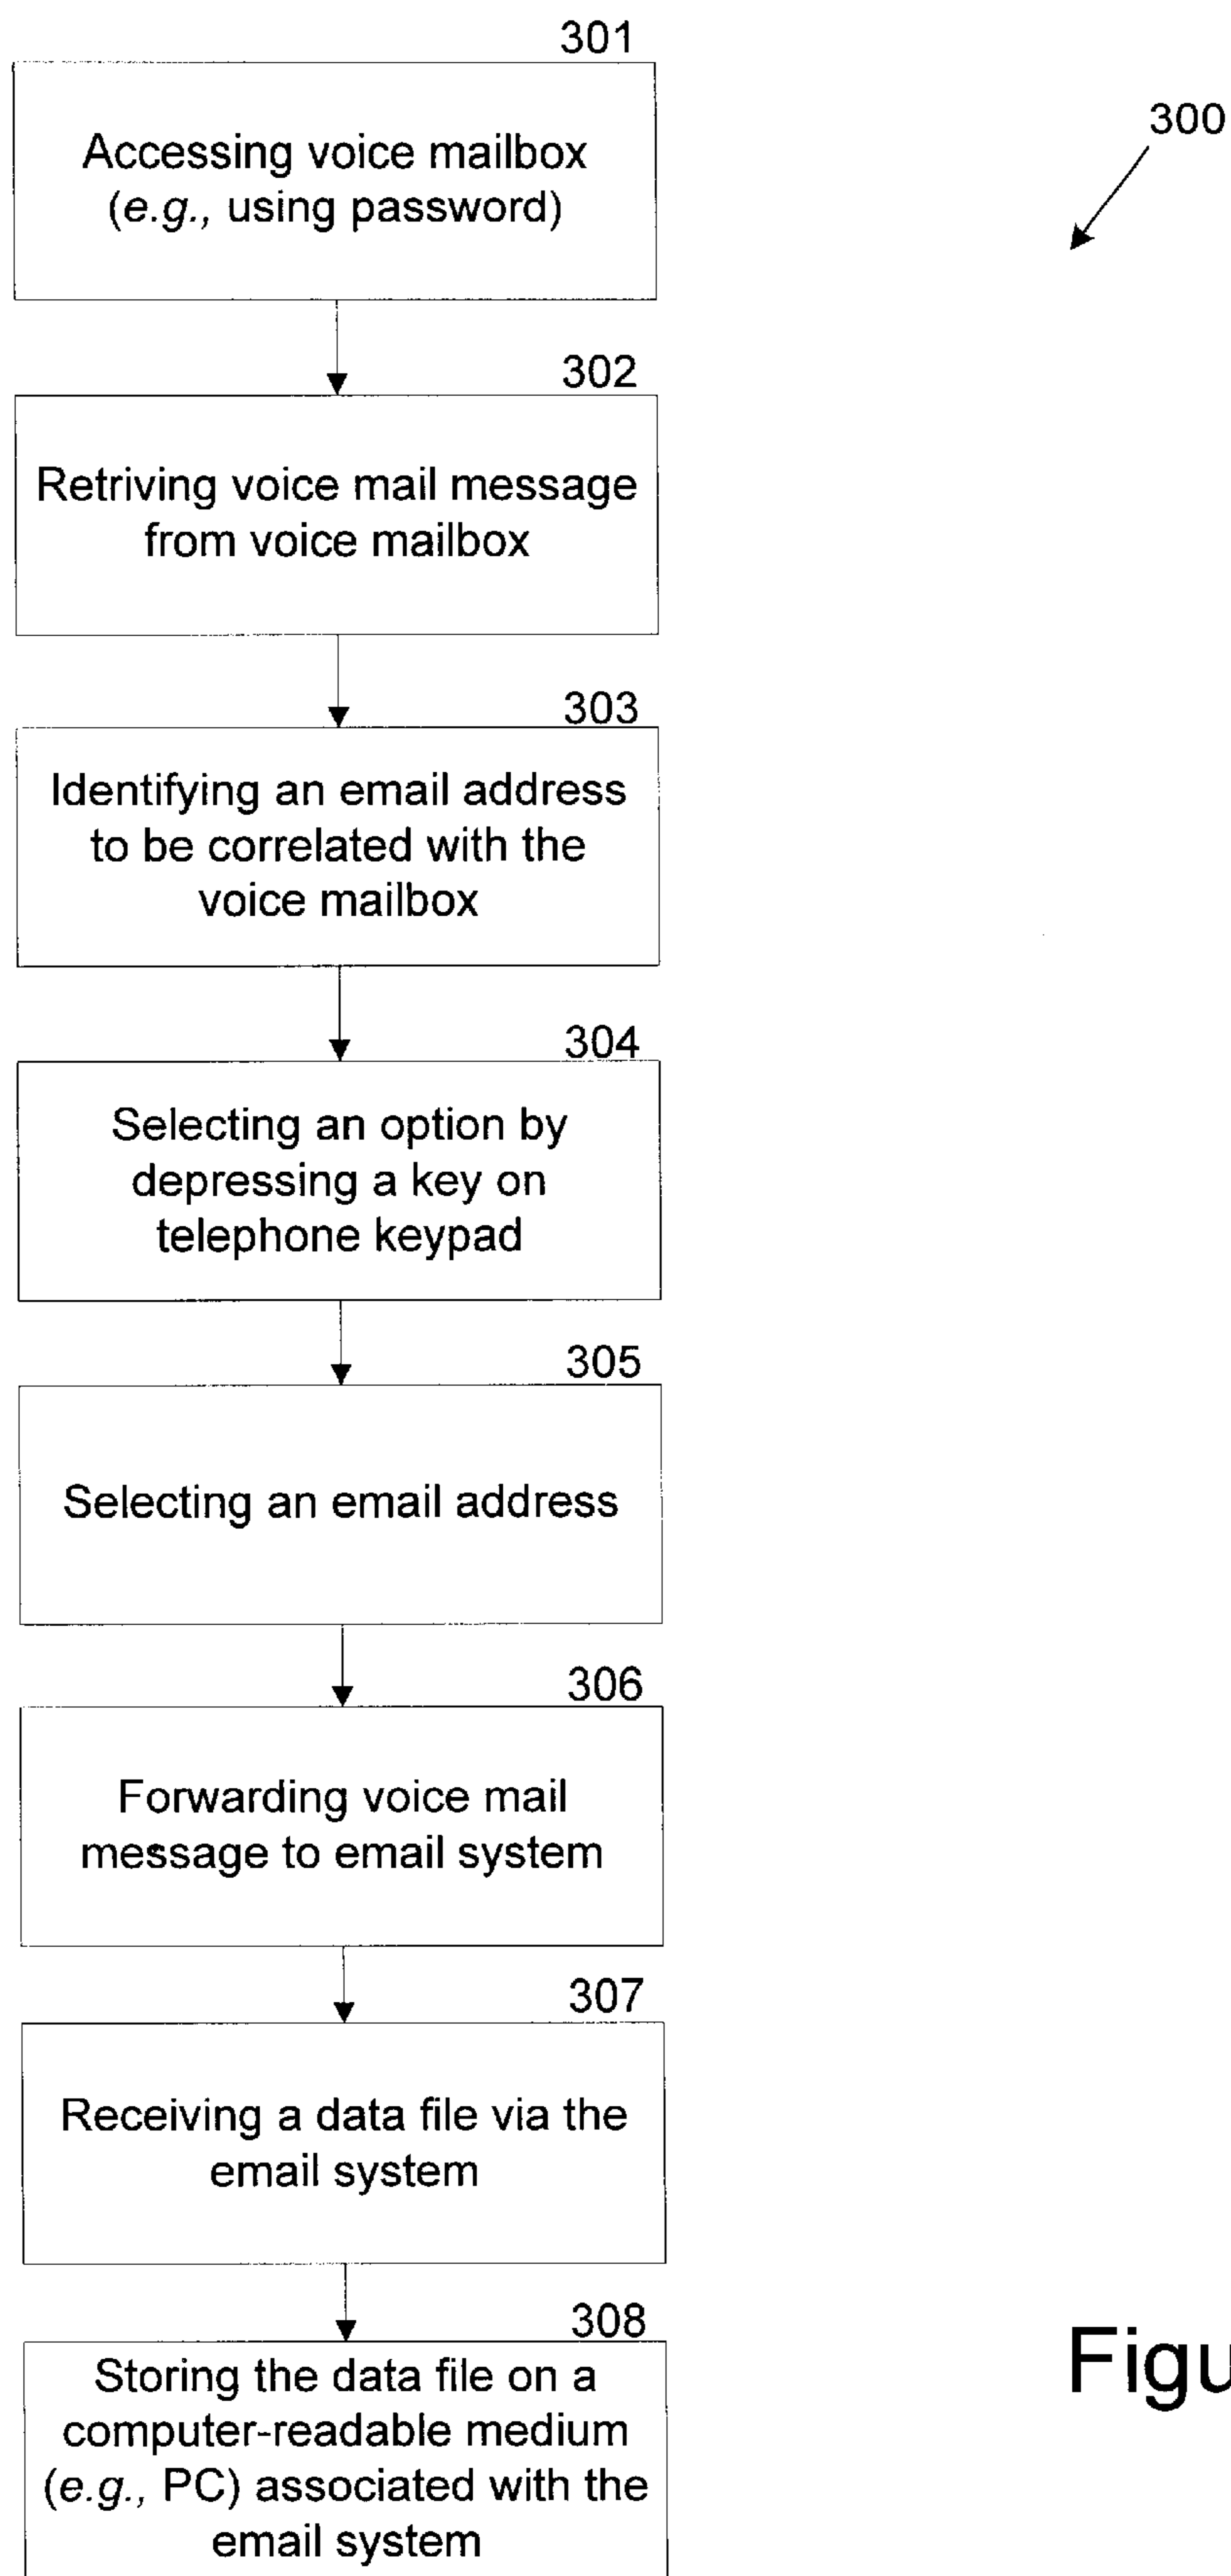 301
300
Accessing voice mailbox
(e.g., using password)
302
Retriving voice mail message
from voice mailbox
303
Identifying an email address
to be correlated with the
voice mailbox
304
Selecting an option by
depressing a key on
telephone keypad
305
Selecting an email address
306
Forwarding voice mail
message to email system
307
Receiving a data file via the
email system
308
Storing the data file on a
computer-readable medium
(e.g., PC) associated with the
email system
Figu